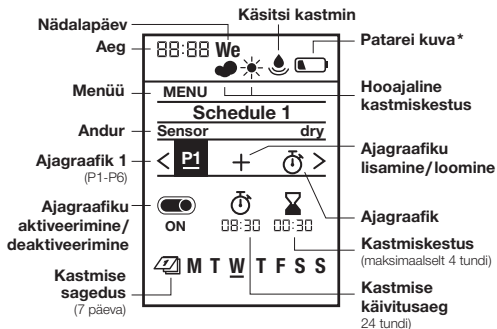 Nädalapäev
Käsitsi kastmin
Aeg
88:88 We
Patarei kuva*
Menüü
MENU
Hooajaline
kastmiskestus
Schedule 1
Andur
Sensor dry
Ajagraafik 1
(P1-P6)
< P1 + >
Ajagraafiku
lisamine/loomine
Ajagraafiku
aktiveerimine/
deaktiveerimine
ON
08:30 00:30
Ajagraafik
Kastmiskestus
(maksimaalselt 4 tundi)
Kastmise
sagedus
(7 päeva)
7 M T W T F S S
Kastmise
käivitusaeg
24 tundi)